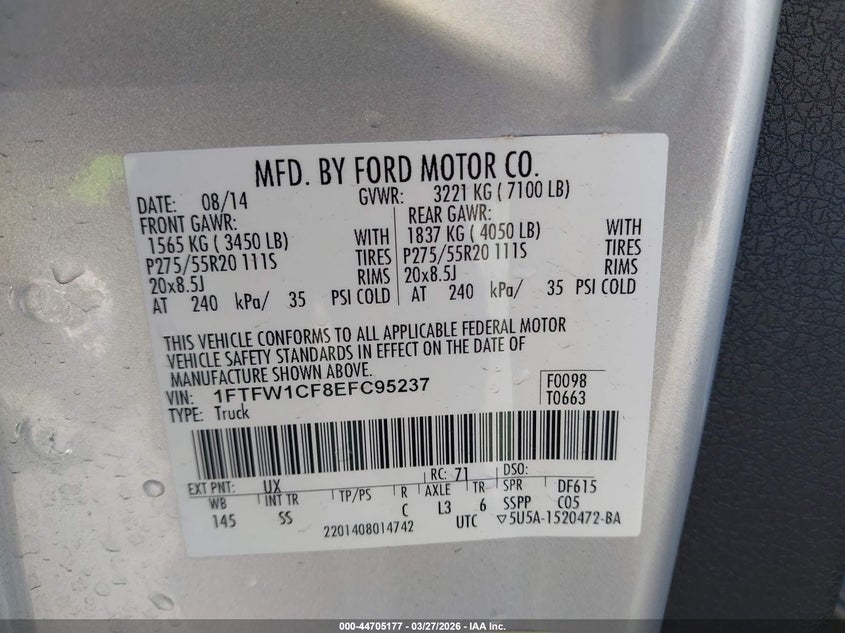 MFD. BY FORD MOTOR CO.
DATE: 08/14 GVWR: 3221 KG ( 7100 LB)
FRONT GAWR: REAR GAWR:
1565 KG ( 3450 LB) WITH 1837 KG ( 4050 LB) WITH
P275/55R20 111S TIRES P275/55R20 111S TIRES
20x8.5J RIMS 20x8.5J RIMS
AT 240 kPa/ 35 PSI COLD AT 240 kPa/ 35 PSI COLD
THIS VEHICLE CONFORMS TO ALL APPLICABLE FEDERAL MOTOR
VEHICLE SAFETY STANDARDS IN EFFECT ON THE DATE OF
MANUFACTURE SHOWN ABOVE.
VIN: 1FTFW1CF8EFC95237 F0098
TYPE: Truck T0663
EXT PNT: UX RC: 71 DSO:
WB INT TR TP/PS R AXLE TR SPR DF615
145 SS C L3 6 SSPP C05
2201408014742 UTC ▽5U5A-1520472-BA
000-44705177 - 03/27/2026 - IAA Inc.